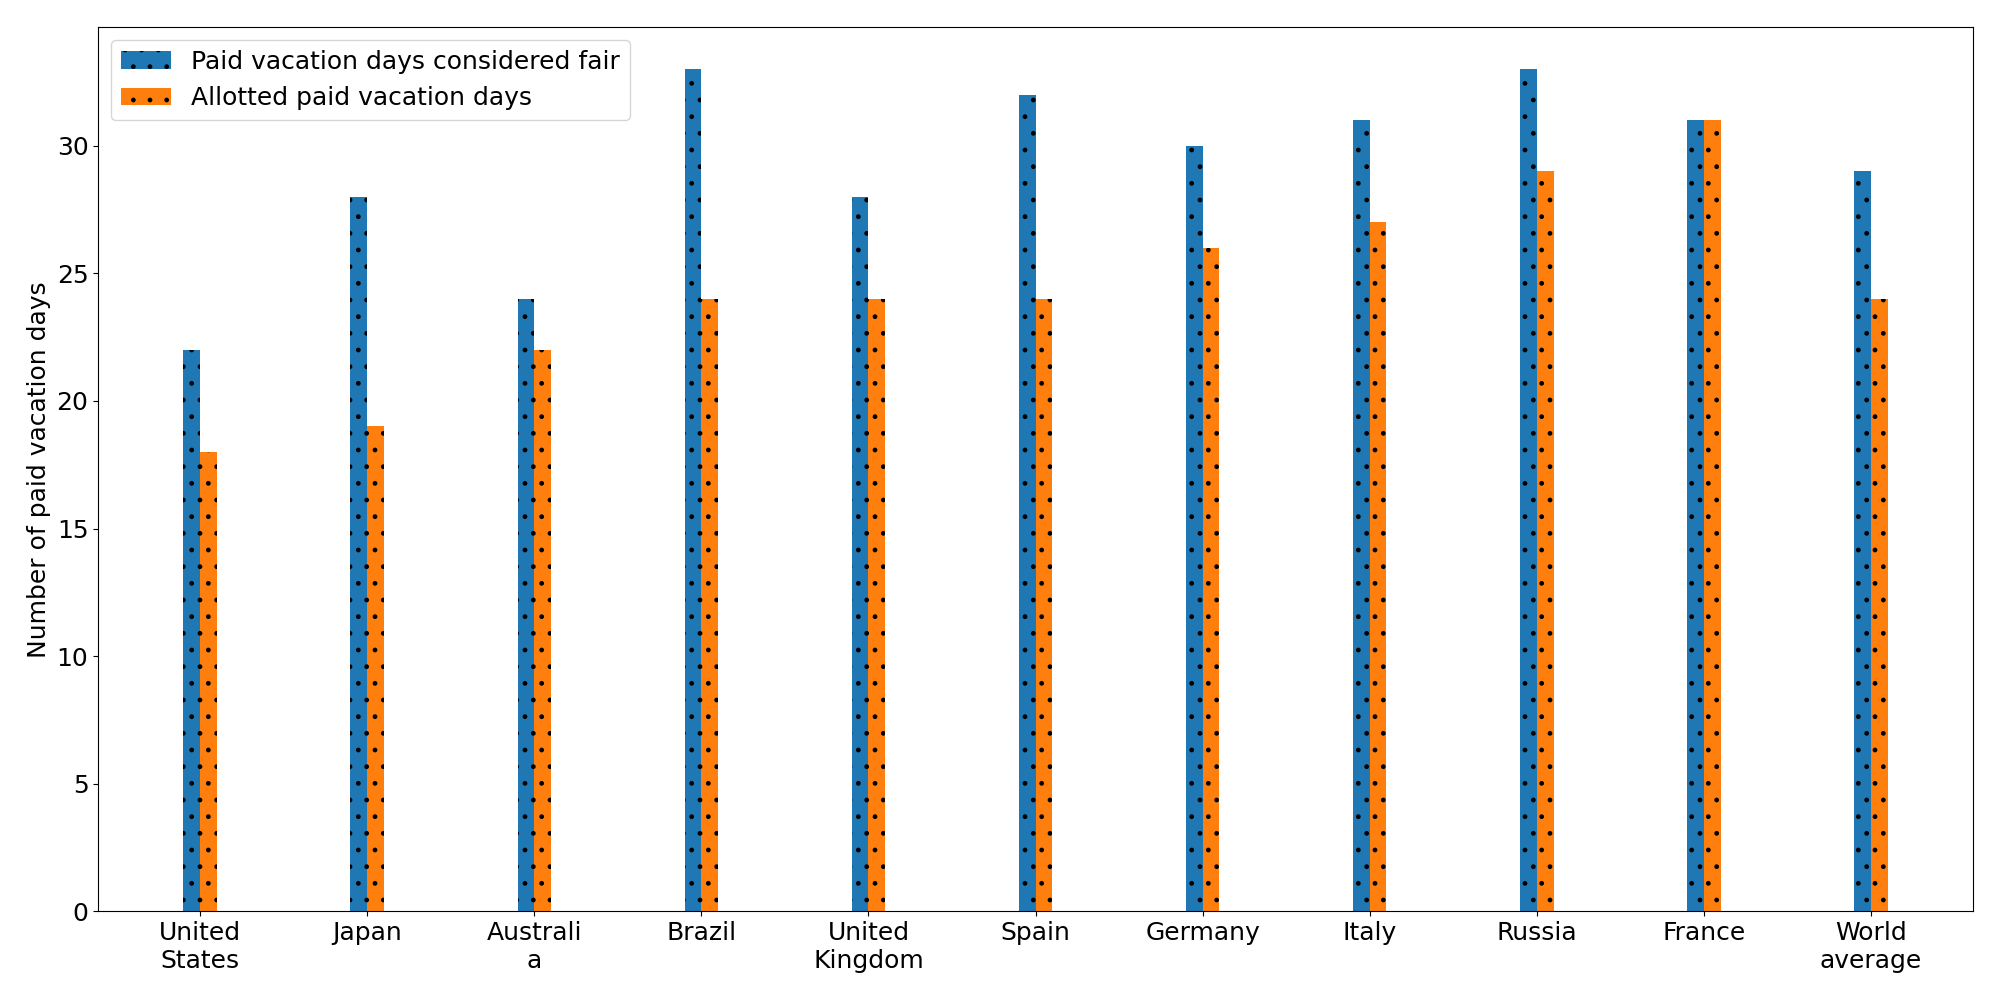 Paid vacation days considered fair
Allotted paid vacation days
Number of paid vacation days
30
25
20
15
10
5
0
United
States
Japan
Australi
a
Brazil
United
Kingdom
Spain
Germany
Italy
Russia
France
World
average